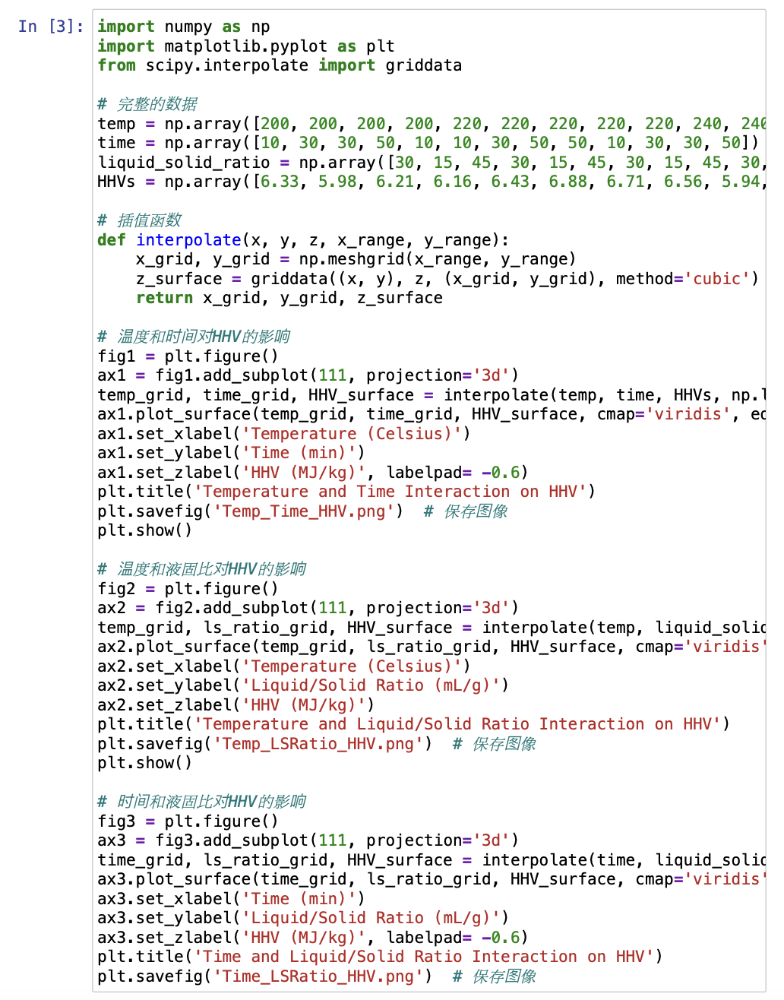 In [3]:
import numpy as np
import matplotlib.pyplot as plt
from scipy.interpolate import griddata
# 完整的数据
temp = np.array([200, 200, 200, 200, 220, 220, 220, 220, 220, 240, 240
time = np.array([10, 30, 30, 50, 10, 10, 30, 50, 50, 10, 30, 30, 50])
liquid_solid_ratio = np.array([30, 15, 45, 30, 15, 45, 30, 15, 45, 30,
HHVs = np.array([6.33, 5.98, 6.21, 6.16, 6.43, 6.88, 6.71, 6.56, 5.94,
# 插值函数
def interpolate(x, y, z, x_range, y_range):
    x_grid, y_grid = np.meshgrid(x_range, y_range)
    z_surface = griddata((x, y), z, (x_grid, y_grid), method='cubic')
    return x_grid, y_grid, z_surface
# 温度和时间对HHV的影响
fig1 = plt.figure()
ax1 = fig1.add_subplot(111, projection='3d')
temp_grid, time_grid, HHV_surface = interpolate(temp, time, HHVs, np.l
ax1.plot_surface(temp_grid, time_grid, HHV_surface, cmap='viridis', ed
ax1.set_xlabel('Temperature (Celsius)')
ax1.set_ylabel('Time (min)')
ax1.set_zlabel('HHV (MJ/kg)', labelpad= -0.6)
plt.title('Temperature and Time Interaction on HHV')
plt.savefig('Temp_Time_HHV.png')  # 保存图像
plt.show()
# 温度和液固比对HHV的影响
fig2 = plt.figure()
ax2 = fig2.add_subplot(111, projection='3d')
temp_grid, ls_ratio_grid, HHV_surface = interpolate(temp, liquid_solid
ax2.plot_surface(temp_grid, ls_ratio_grid, HHV_surface, cmap='viridis'
ax2.set_xlabel('Temperature (Celsius)')
ax2.set_ylabel('Liquid/Solid Ratio (mL/g)')
ax2.set_zlabel('HHV (MJ/kg)')
plt.title('Temperature and Liquid/Solid Ratio Interaction on HHV')
plt.savefig('Temp_LSRatio_HHV.png')  # 保存图像
plt.show()
# 时间和液固比对HHV的影响
fig3 = plt.figure()
ax3 = fig3.add_subplot(111, projection='3d')
time_grid, ls_ratio_grid, HHV_surface = interpolate(time, liquid_solid
ax3.plot_surface(time_grid, ls_ratio_grid, HHV_surface, cmap='viridis'
ax3.set_xlabel('Time (min)')
ax3.set_ylabel('Liquid/Solid Ratio (mL/g)')
ax3.set_zlabel('HHV (MJ/kg)', labelpad= -0.6)
plt.title('Time and Liquid/Solid Ratio Interaction on HHV')
plt.savefig('Time_LSRatio_HHV.png')  # 保存图像